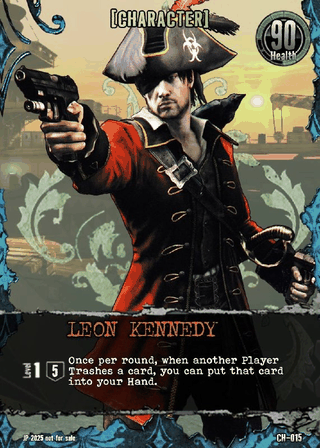 [CHARACTER]
90
Health
LEON KENNEDY
Level 1 5
Once per round, when another Player
Trashes a card, you can put that card
into your Hand.
JP 2025 not for sale
CH-015